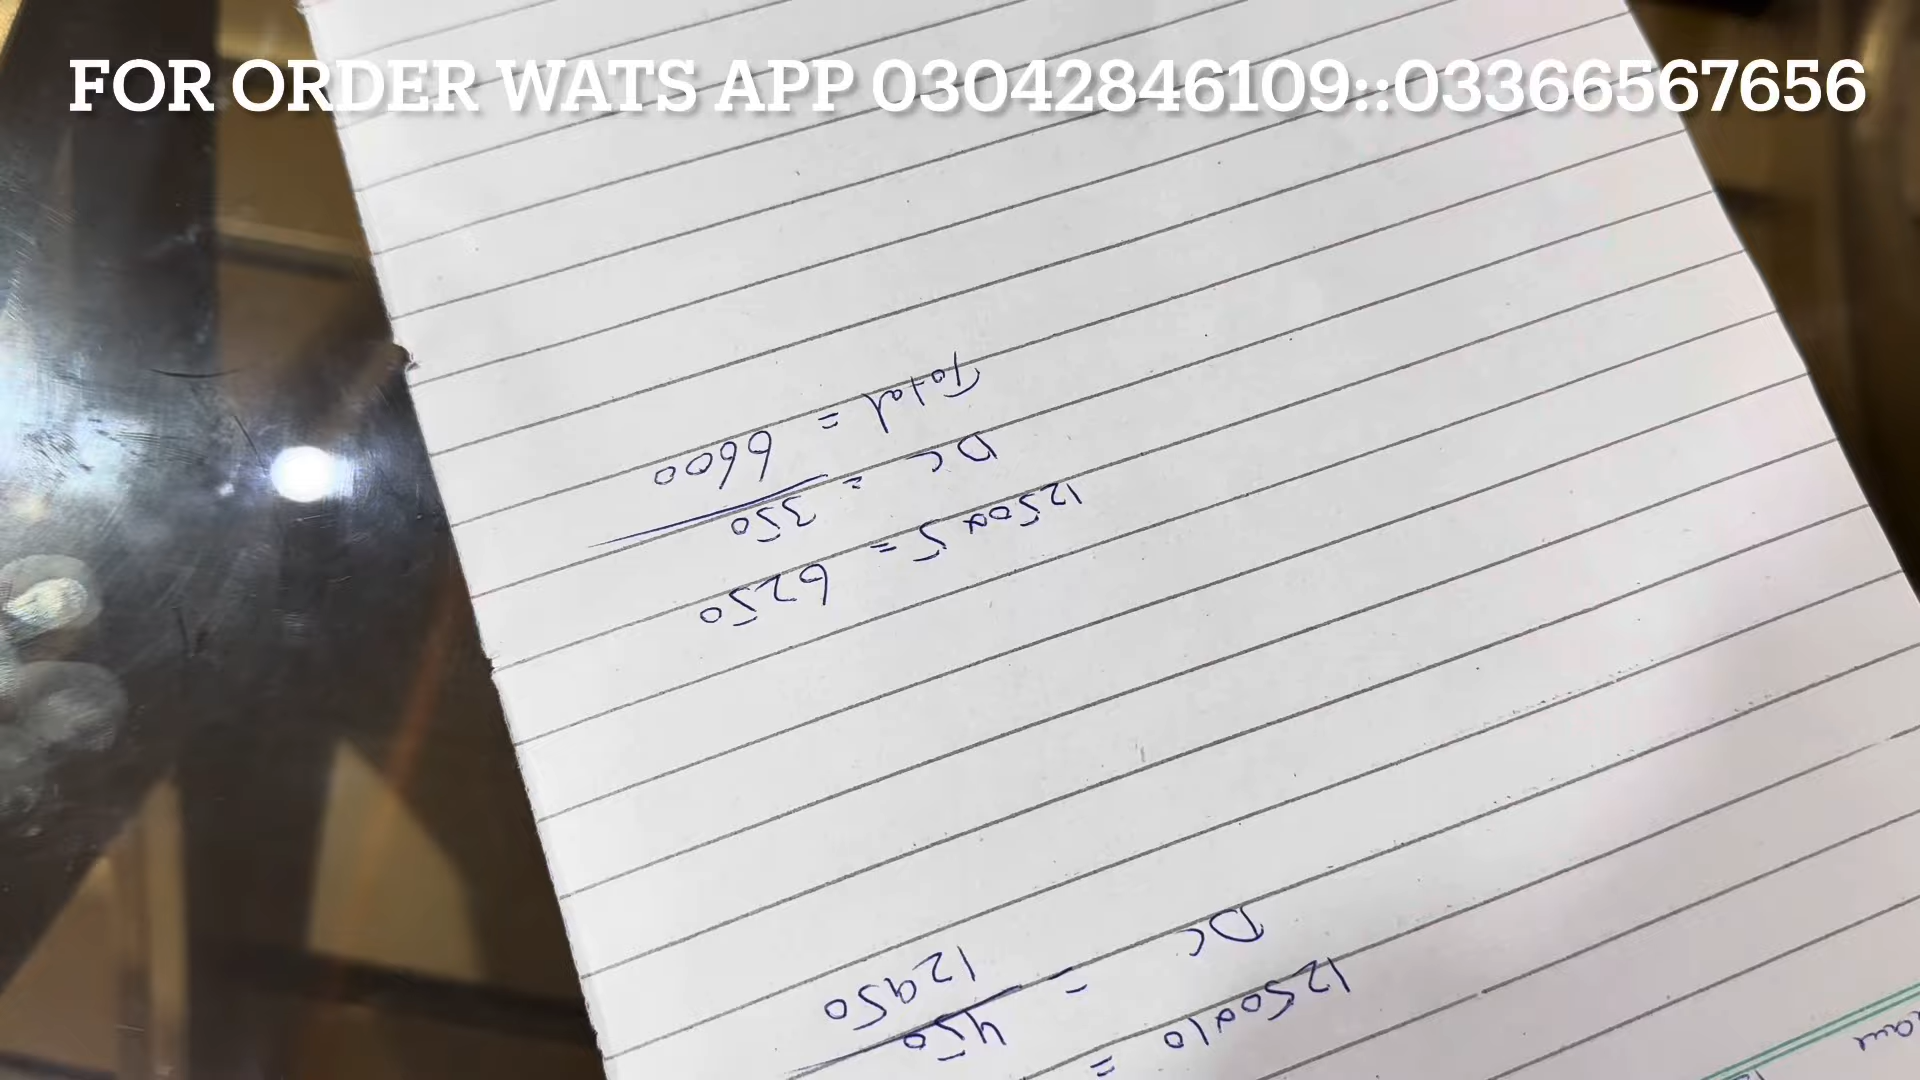 FOR ORDER WATS APP 03042846109::03366567656
1250x10 =
DC = 450
12950
1250x5 = 6250
DC = 350
Total = 6600